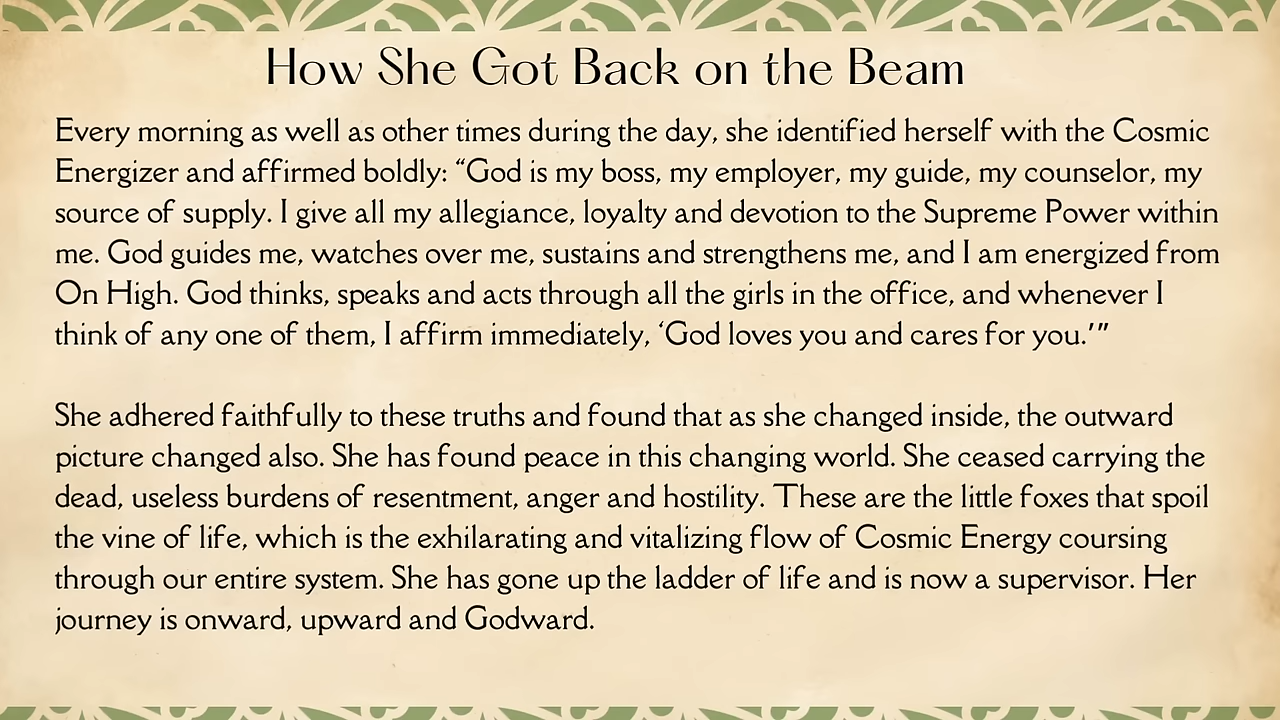 How She Got Back on the Beam
Every morning as well as other times during the day, she identified herself with the Cosmic
Energizer and affirmed boldly: “God is my boss, my employer, my guide, my counselor, my
source of supply. I give all my allegiance, loyalty and devotion to the Supreme Power within
me. God guides me, watches over me, sustains and strengthens me, and I am energized from
On High. God thinks, speaks and acts through all the girls in the office, and whenever I
think of any one of them, I affirm immediately, ‘God loves you and cares for you.’”
She adhered faithfully to these truths and found that as she changed inside, the outward
picture changed also. She has found peace in this changing world. She ceased carrying the
dead, useless burdens of resentment, anger and hostility. These are the little foxes that spoil
the vine of life, which is the exhilarating and vitalizing flow of Cosmic Energy coursing
through our entire system. She has gone up the ladder of life and is now a supervisor. Her
journey is onward, upward and Godward.